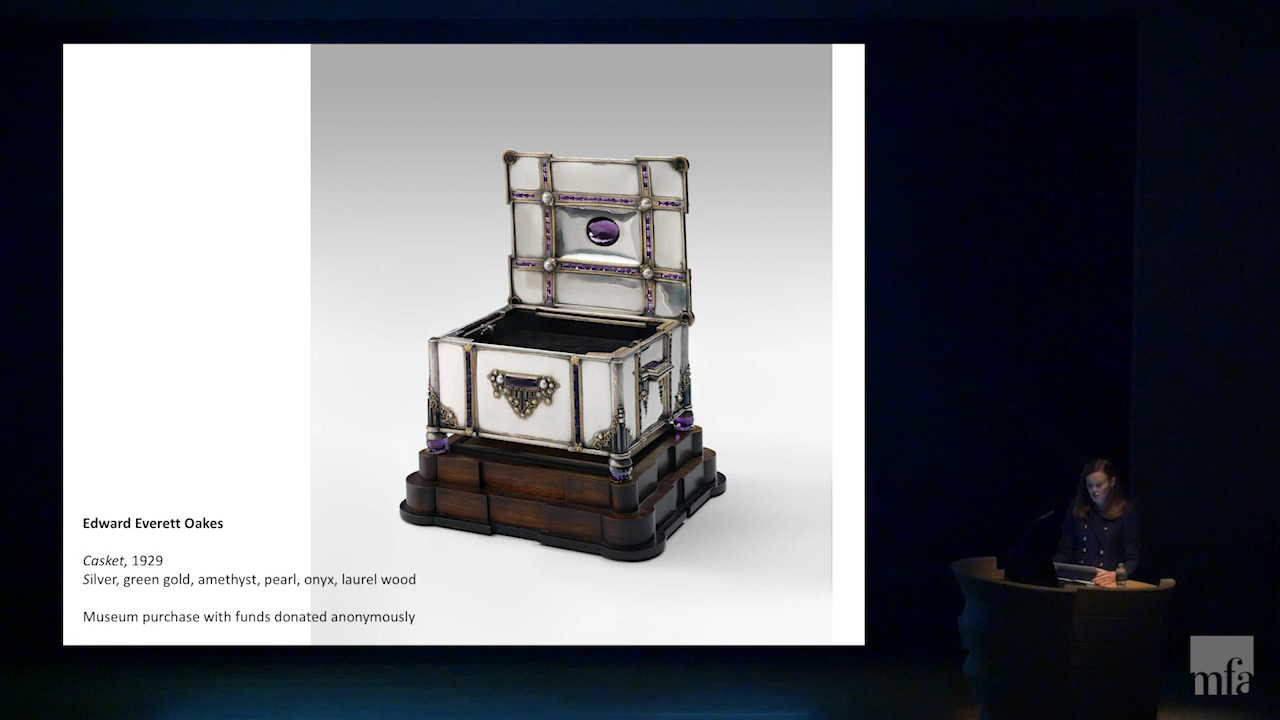 Edward Everett Oakes
Casket, 1929
Silver, green gold, amethyst, pearl, onyx, laurel wood
Museum purchase with funds donated anonymously
mfa